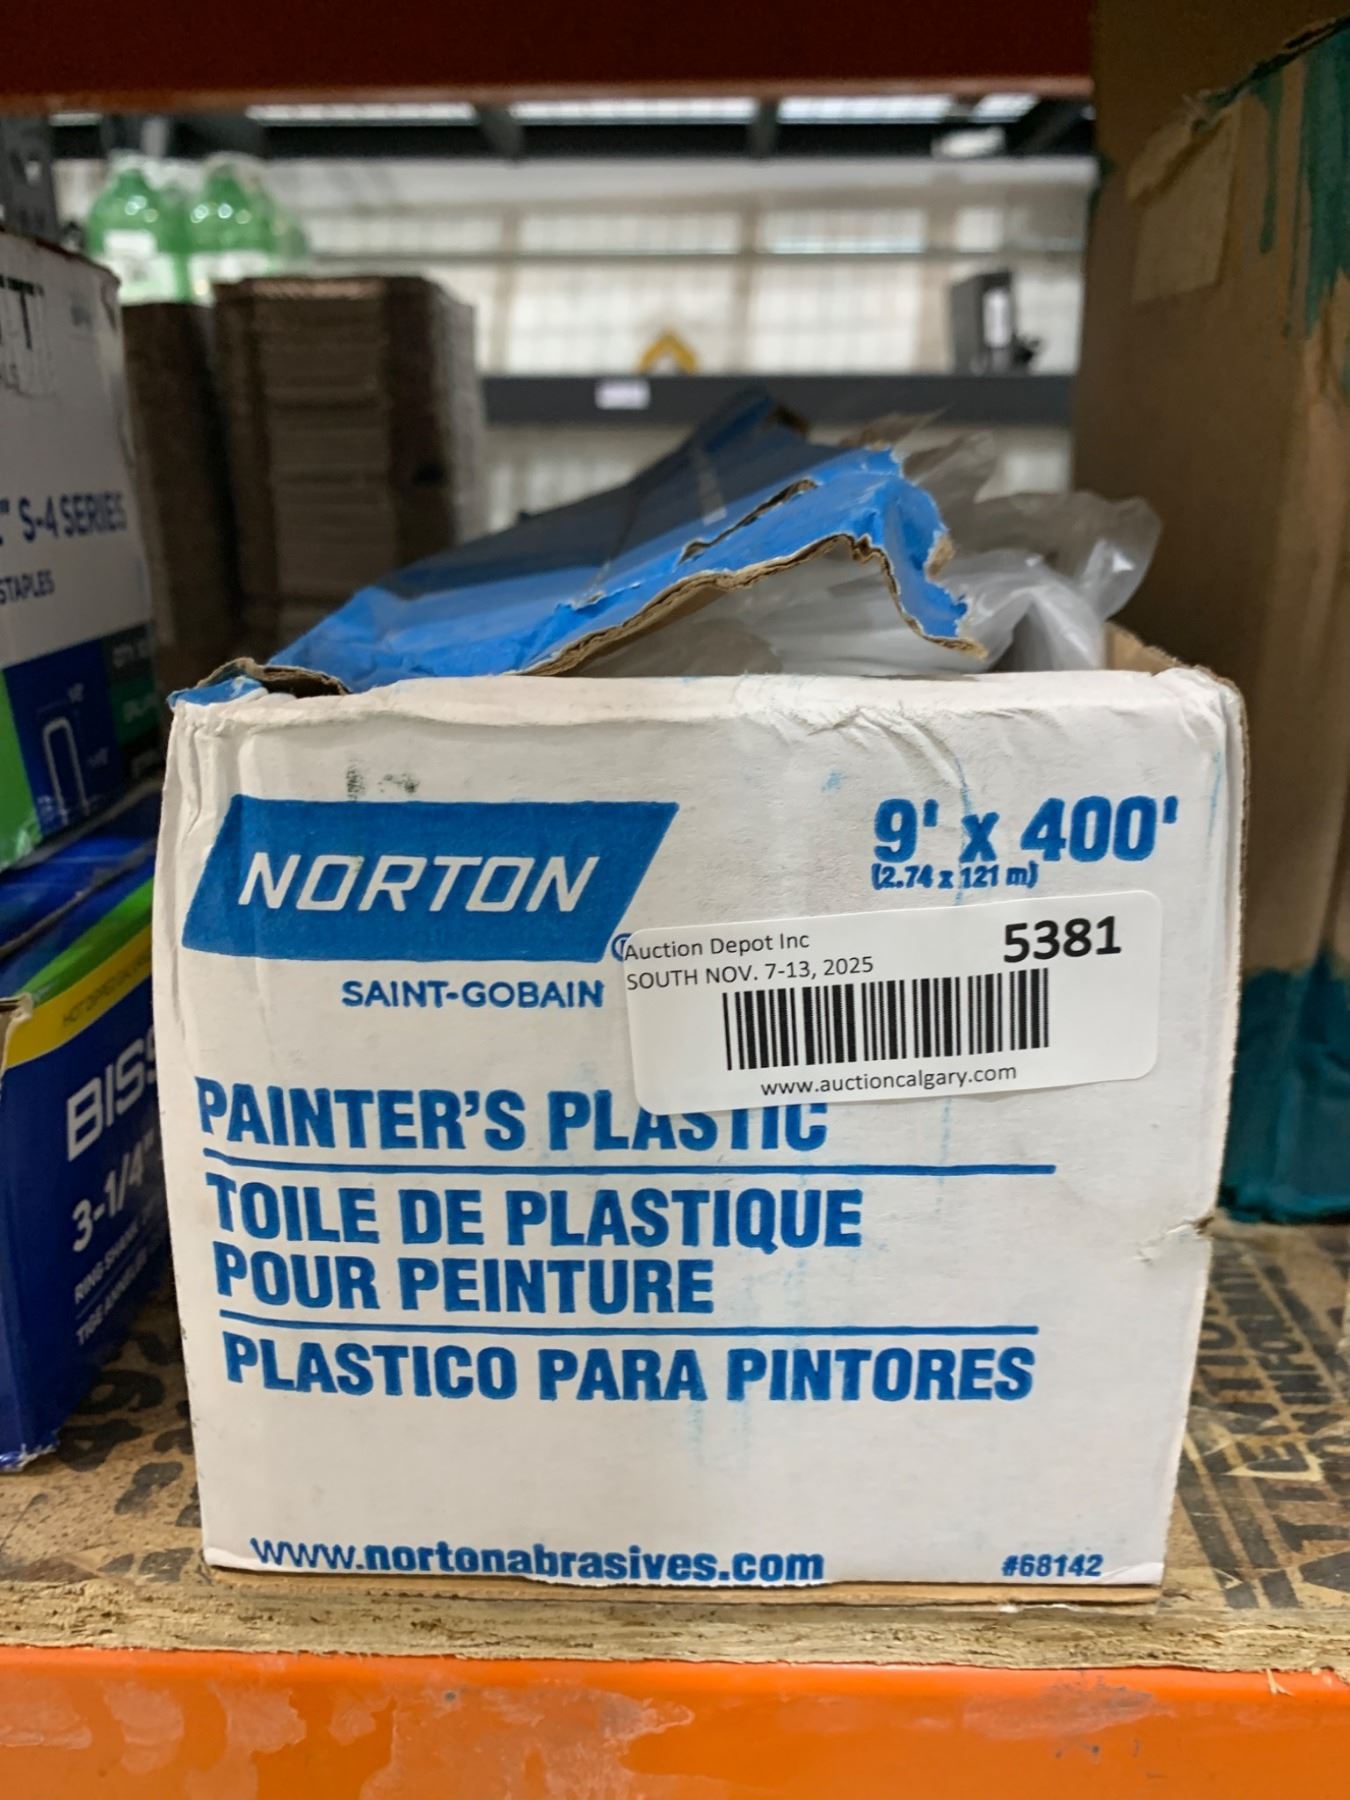 " S-4 SERIES
STAPLES
BIS
3-1/4"
NORTON
SAINT-GOBAIN
9' x 400'
(2.74 x 121 m)
Auction Depot Inc
5381
SOUTH NOV. 7-13, 2025
www.auctioncalgary.com
PAINTER'S PLASTIC
TOILE DE PLASTIQUE
POUR PEINTURE
PLASTICO PARA PINTORES
www.nortonabrasives.com
#68142